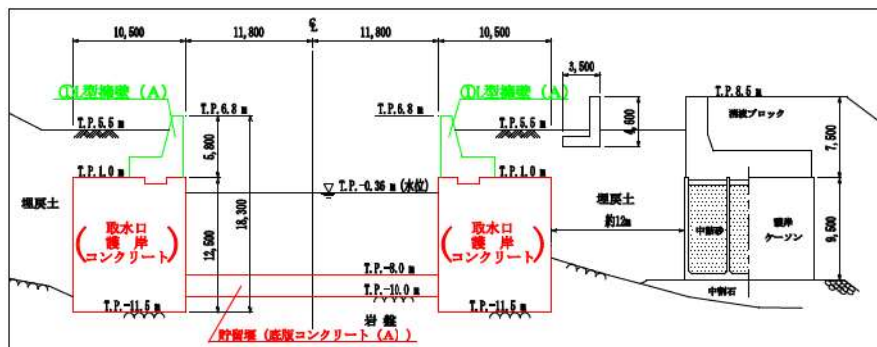 ℄
10,500 11,800 11,800 10,500
3,500
①L型擁壁（A） ①L型擁壁（A）
T.P.6.8 m T.P.6.8 m T.P.8.5 m
T.P.5.5 m T.P.5.5 m
消波ブロック
5,800 4,600 7,500
T.P.1.0 m T.P.1.0 m
T.P.-0.36 m (水位)
埋戻土 埋戻土
取水口 取水口
護 岸 護 岸
コンクリート コンクリート
12,500 18,300
約12m
中詰砂
護岸
ケーソン
9,500
T.P.-8.0 m
T.P.-10.0 m
中割石
T.P.-11.5 m T.P.-11.5 m
岩 盤
貯留堰（底版コンクリート（A））